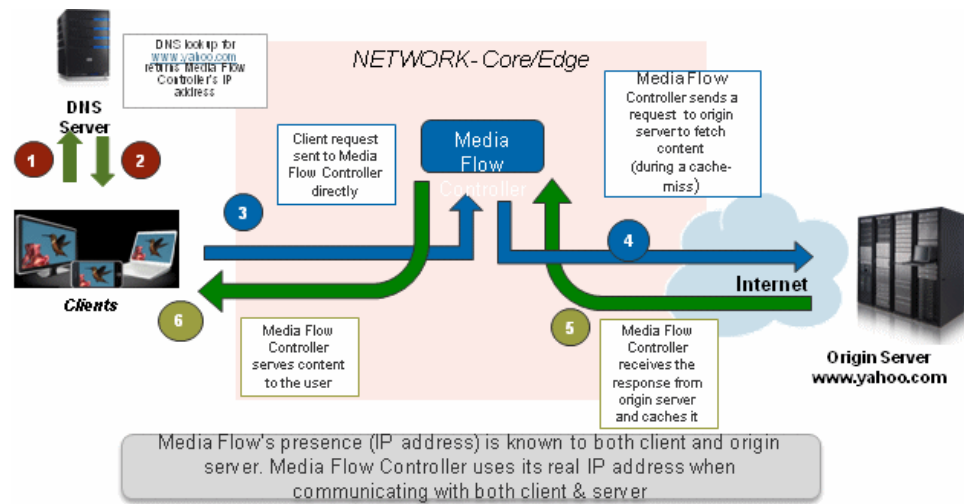 DNS lookup for
www.yahoo.com
returns Media Flow
Controller's IP
address
NETWORK- Core/Edge
Media Flow
Controller sends a
request to origin
server to fetch
content
(during a cache-
miss)
DNS
Server
1
2
Client request
sent to Media
Flow Controller
directly
Media
Flow
Controller
3
4
Internet
Clients
6
5
Media Flow
Controller
serves content
to the user
Media Flow
Controller
receives the
response from
origin server
and caches it
Origin Server
www.yahoo.com
Media Flow's presence (IP address) is known to both client and origin
server. Media Flow Controller uses its real IP address when
communicating with both client & server